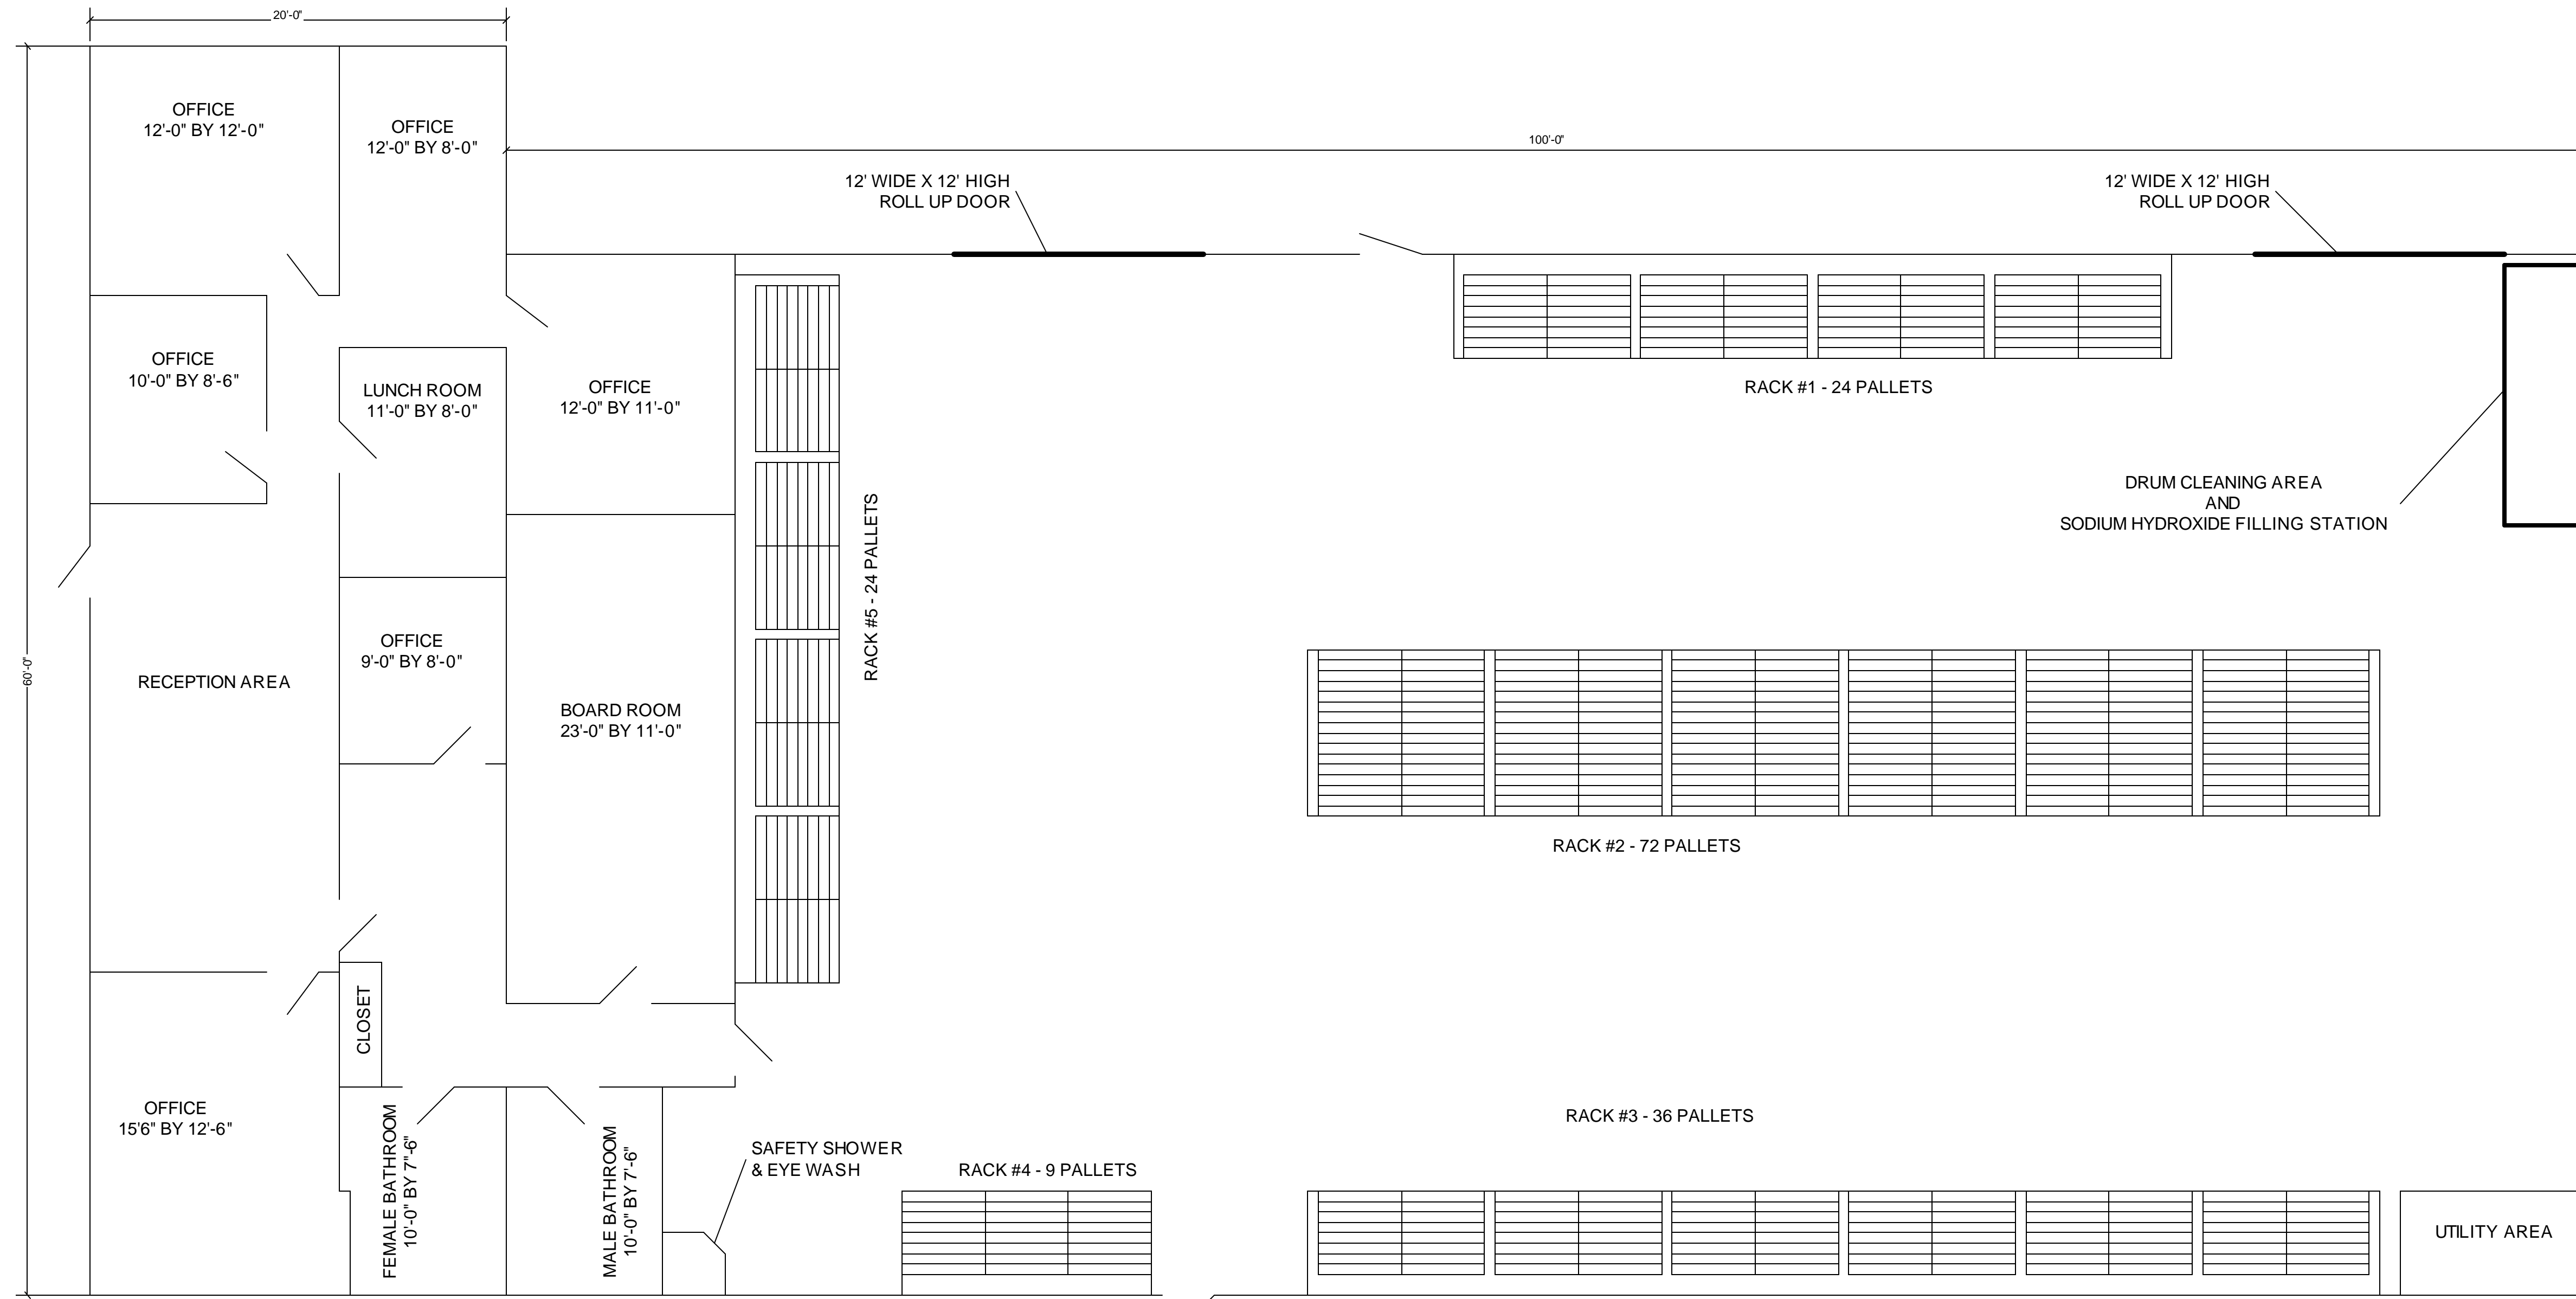 20'-0"
OFFICE
12'-0" BY 12'-0"
OFFICE
12'-0" BY 8'-0"
100'-0"
12' WIDE X 12' HIGH
ROLL UP DOOR
12' WIDE X 12' HIGH
ROLL UP DOOR
OFFICE
10'-0" BY 8'-6"
LUNCH ROOM
11'-0" BY 8'-0"
OFFICE
12'-0" BY 11'-0"
RACK #1 - 24 PALLETS
RACK #5 - 24 PALLETS
DRUM CLEANING AREA
AND
SODIUM HYDROXIDE FILLING STATION
60'-0"
RECEPTION AREA
OFFICE
9'-0" BY 8'-0"
BOARD ROOM
23'-0" BY 11'-0"
RACK #2 - 72 PALLETS
CLOSET
OFFICE
15'6" BY 12'-6"
FEMALE BATHROOM
10'-0" BY 7"-6"
MALE BATHROOM
10'-0" BY 7'-6"
SAFETY SHOWER
& EYE WASH
RACK #4 - 9 PALLETS
RACK #3 - 36 PALLETS
UTILITY AREA